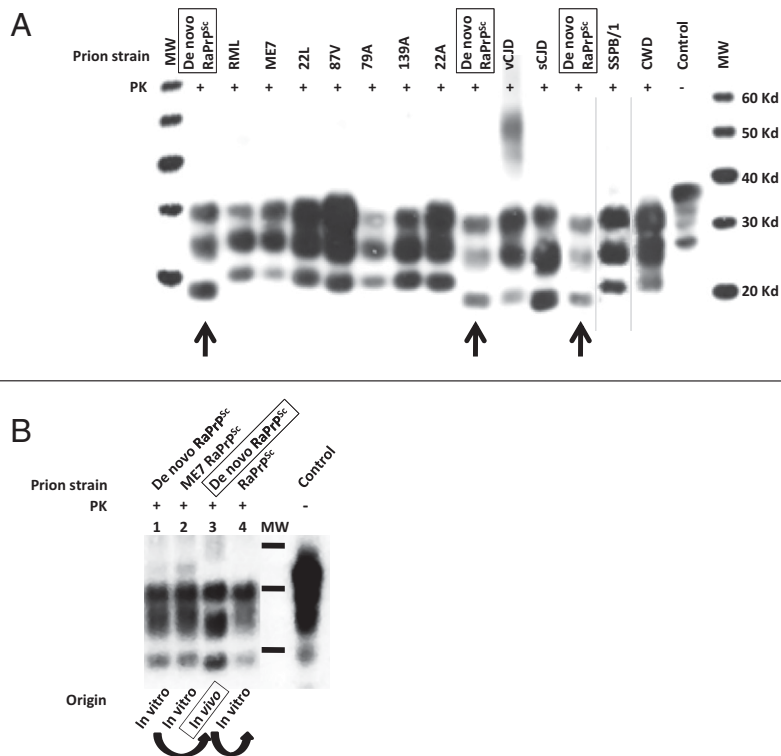 A
Prion strain MW De novo RaPrpSc RML ME7 22L 87V 79A 139A 22A De novo RaPrpSc vCJD sCJD De novo RaPrpSc SSPB/1 CWD Control MW
PK + + + + + + + + + + + + + + -
60 Kd
50 Kd
40 Kd
30 Kd
20 Kd
B
Prion strain De novo RaPrpSc ME7 RaPrpSc De novo RaPrpSc RaPrpSc Control
PK + + + + -
1 2 3 4 MW
Origin In vitro In vitro In vivo In vitro